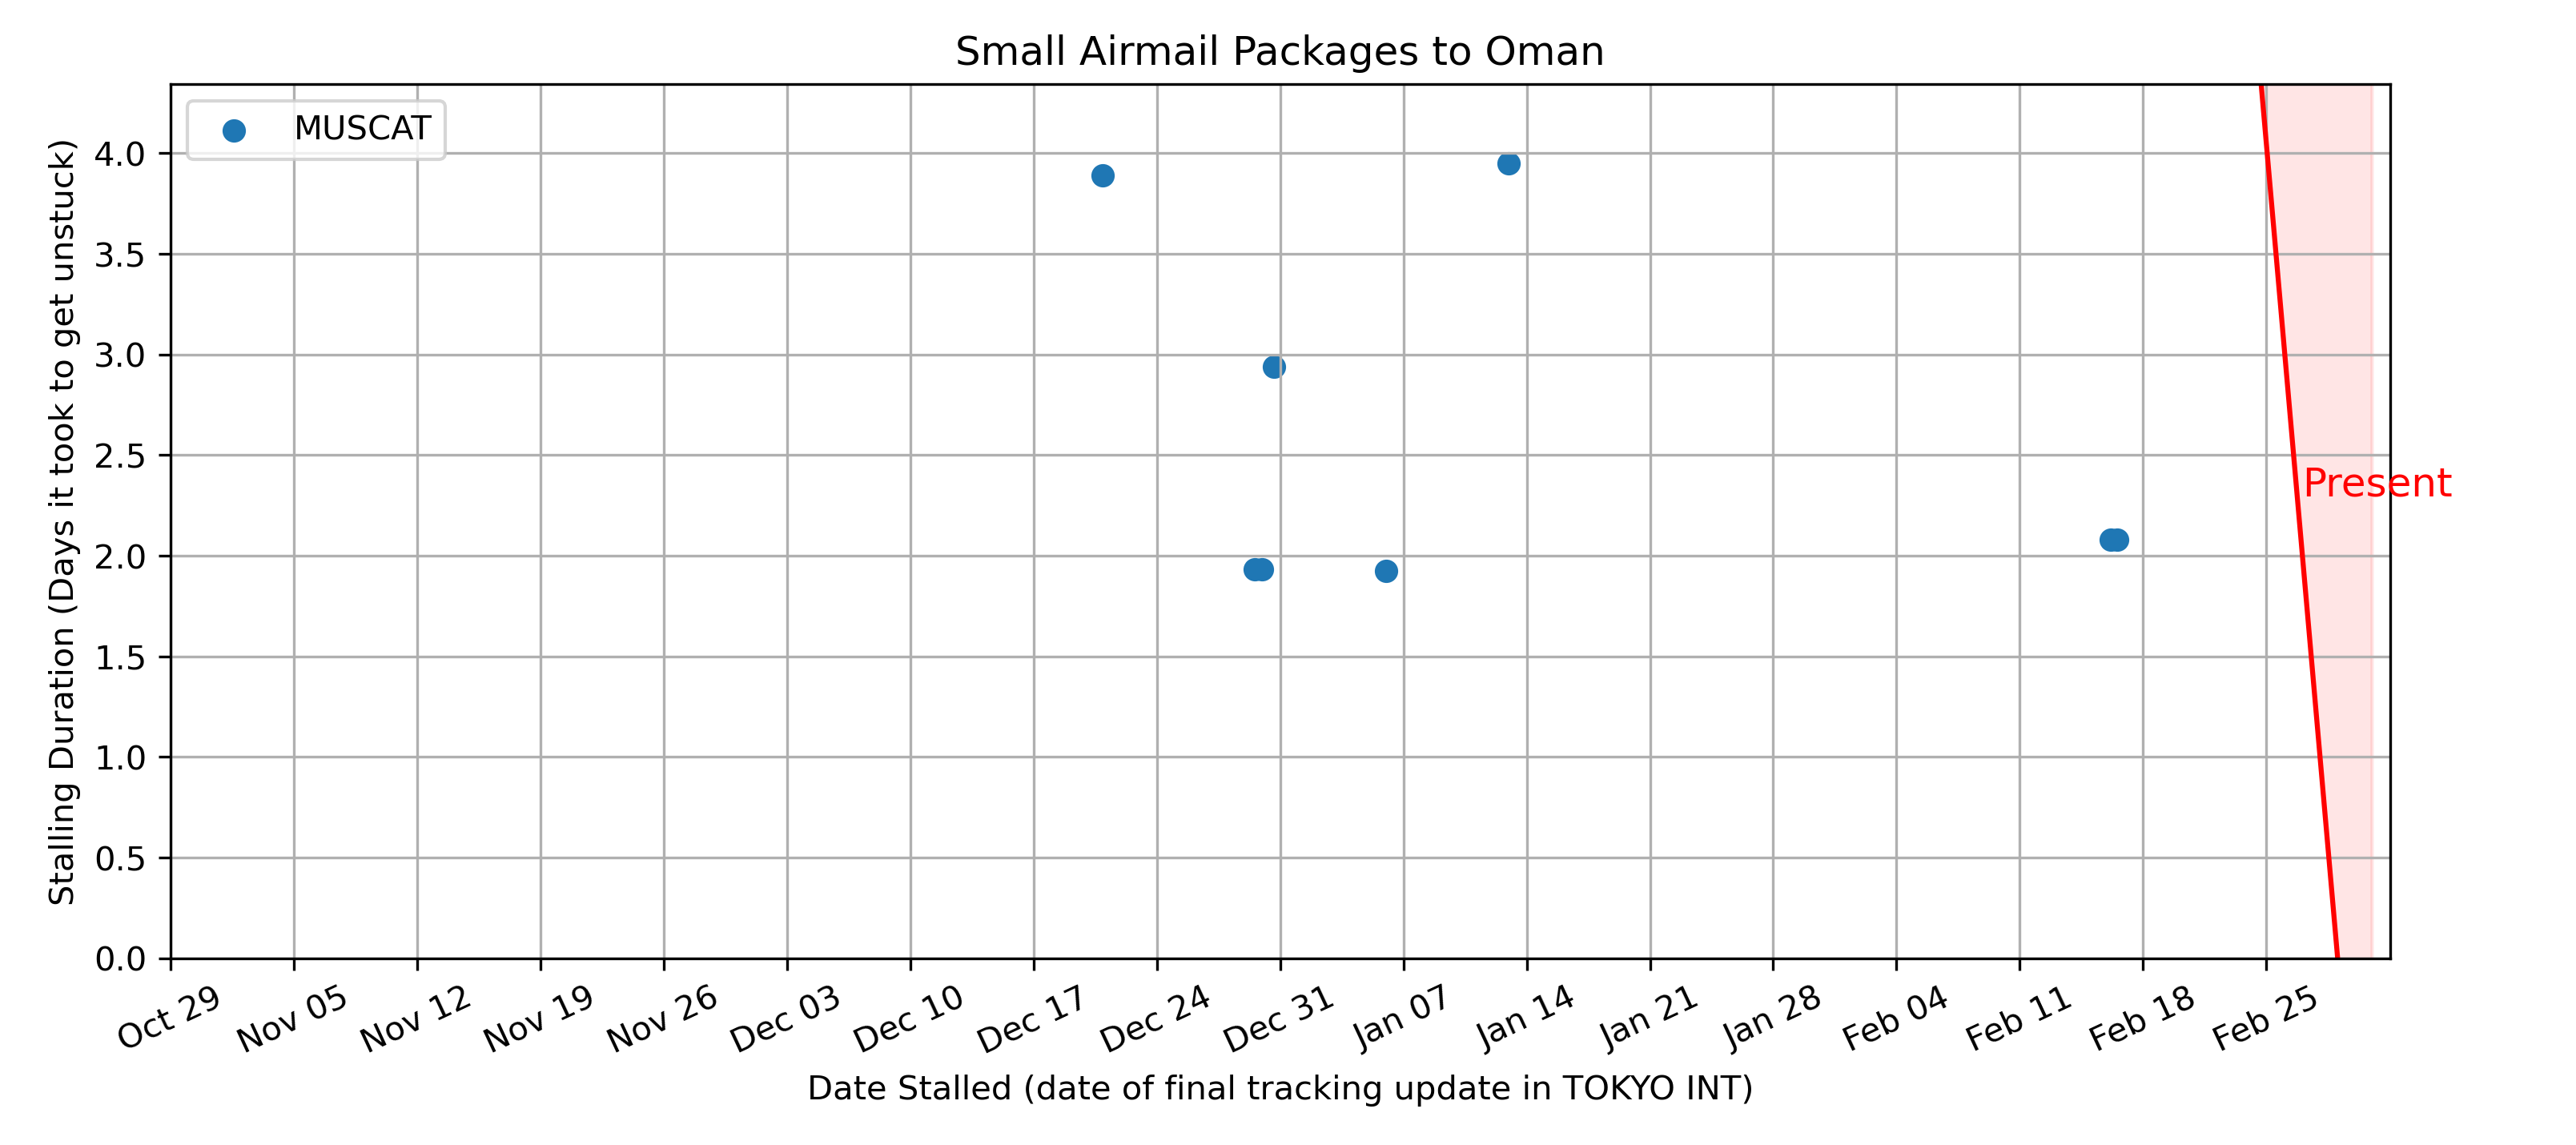 Small Airmail Packages to Oman
MUSCAT
Stalling Duration (Days it took to get unstuck)
4.0
3.5
3.0
2.5
2.0
1.5
1.0
0.5
0.0
Present
Oct 29 Nov 05 Nov 12 Nov 19 Nov 26 Dec 03 Dec 10 Dec 17 Dec 24 Dec 31 Jan 07 Jan 14 Jan 21 Jan 28 Feb 04 Feb 11 Feb 18 Feb 25
Date Stalled (date of final tracking update in TOKYO INT)